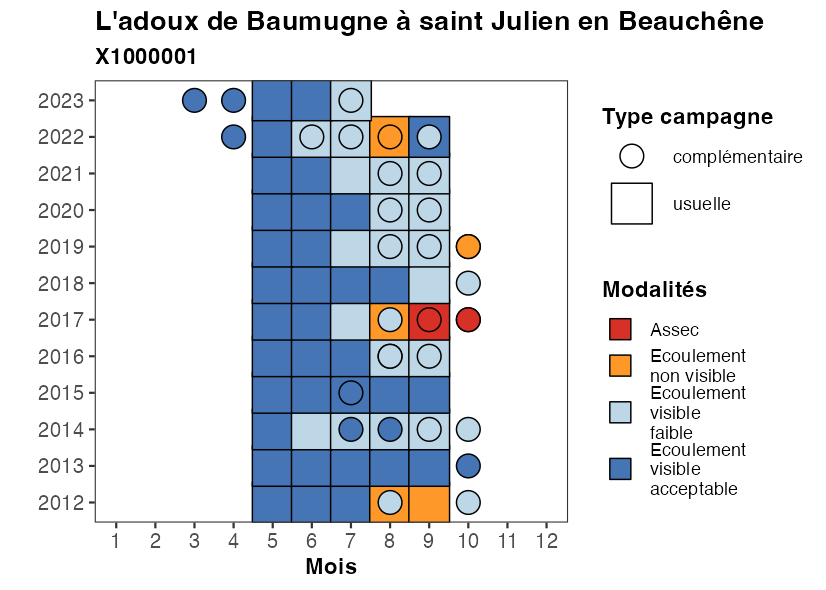 L'adoux de Baumugne à saint Julien en Beauchêne
X1000001
2023
2022
2021
2020
2019
2018
2017
2016
2015
2014
2013
2012
1 2 3 4 5 6 7 8 9 10 11 12
Mois
Type campagne
complémentaire
usuelle
Modalités
Assec
Ecoulement
non visible
Ecoulement
visible
faible
Ecoulement
visible
acceptable